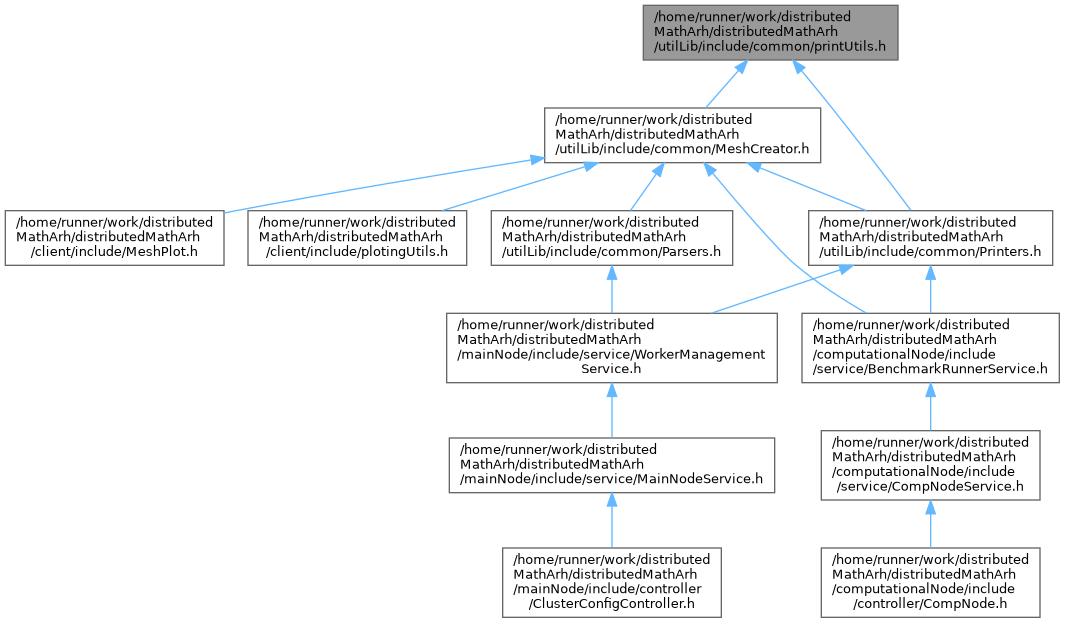 /home/runner/work/distributed
MathArh/distributedMathArh
/utilLib/include/common/printUtils.h
/home/runner/work/distributed
MathArh/distributedMathArh
/utilLib/include/common/MeshCreator.h
/home/runner/work/distributed
MathArh/distributedMathArh
/client/include/MeshPlot.h
/home/runner/work/distributed
MathArh/distributedMathArh
/client/include/plotingUtils.h
/home/runner/work/distributed
MathArh/distributedMathArh
/utilLib/include/common/Parsers.h
/home/runner/work/distributed
MathArh/distributedMathArh
/utilLib/include/common/Printers.h
/home/runner/work/distributed
MathArh/distributedMathArh
/mainNode/include/service/WorkerManagement
Service.h
/home/runner/work/distributed
MathArh/distributedMathArh
/computationalNode/include
/service/BenchmarkRunnerService.h
/home/runner/work/distributed
MathArh/distributedMathArh
/mainNode/include/service/MainNodeService.h
/home/runner/work/distributed
MathArh/distributedMathArh
/computationalNode/include
/service/CompNodeService.h
/home/runner/work/distributed
MathArh/distributedMathArh
/mainNode/include/controller
/ClusterConfigController.h
/home/runner/work/distributed
MathArh/distributedMathArh
/computationalNode/include
/controller/CompNode.h